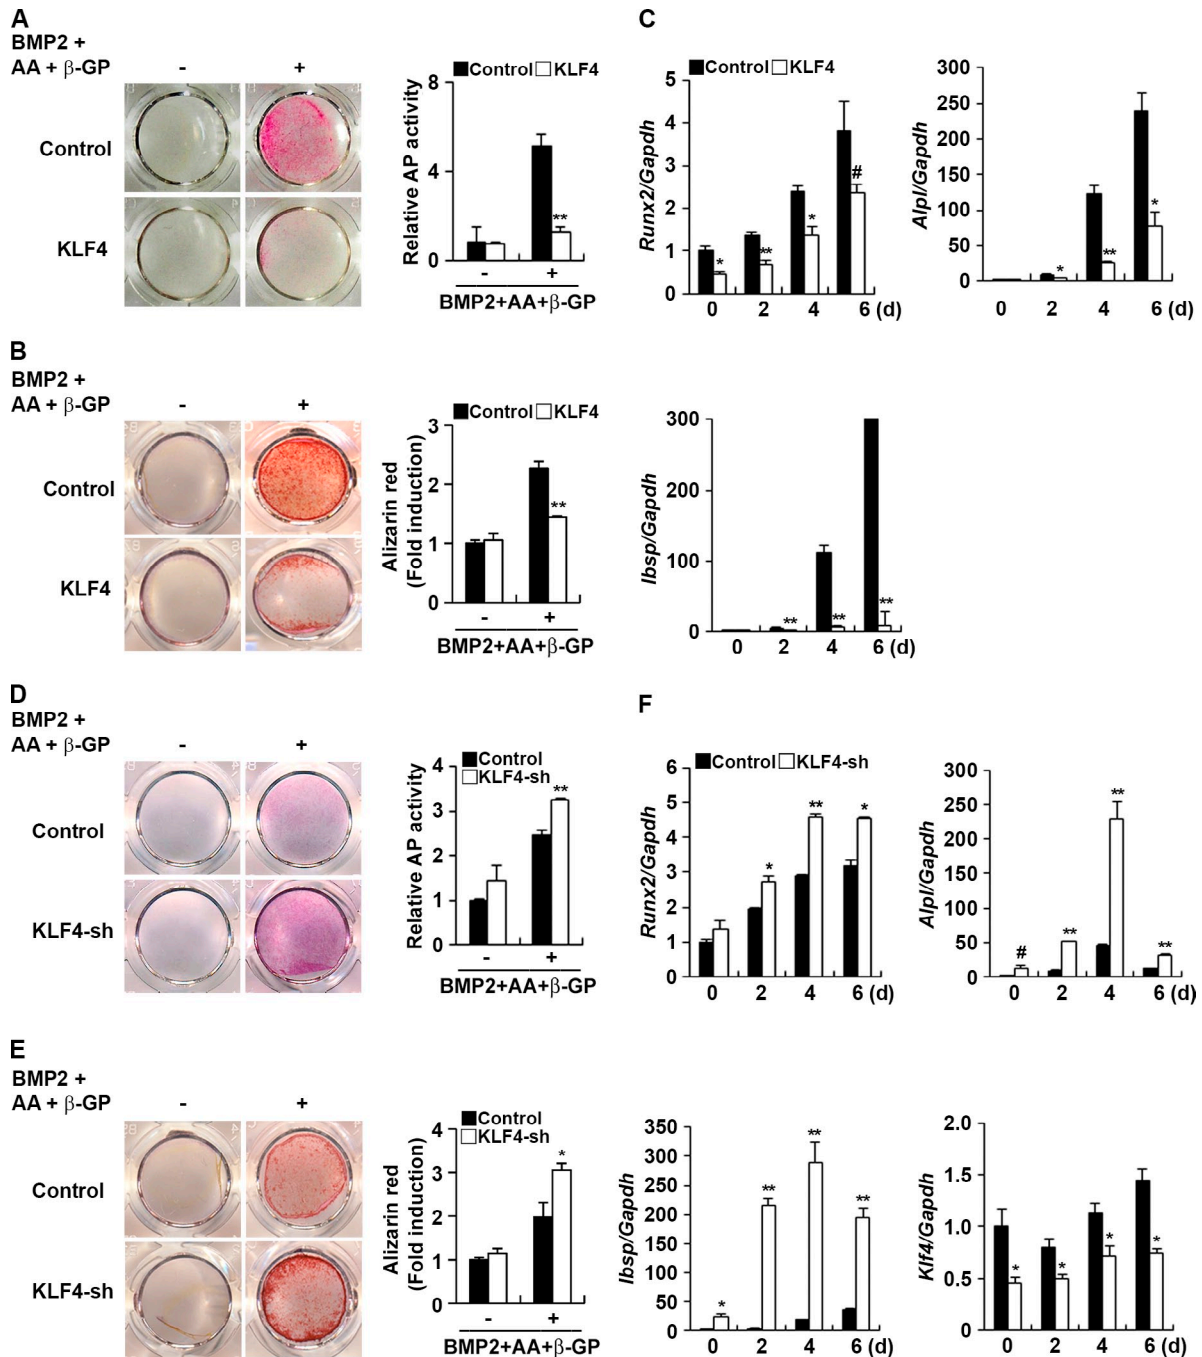 A
BMP2 +
AA + β-GP
-
+
Control
KLF4
Control KLF4
Relative AP activity
8
4
0
**
-
+
BMP2+AA+β-GP
C
Control KLF4
Runx2/Gapdh
5
4
3
2
1
0
*
**
*
#
0 2 4 6 (d)
Alpl/Gapdh
300
250
200
150
100
50
0
*
**
*
0 2 4 6 (d)
B
BMP2 +
AA + β-GP
-
+
Control
KLF4
Control KLF4
Alizarin red
(Fold induction)
3
2
1
0
**
-
+
BMP2+AA+β-GP
Ibsp/Gapdh
300
200
100
0
**
**
**
0 2 4 6 (d)
D
BMP2 +
AA + β-GP
-
+
Control
KLF4-sh
Control
KLF4-sh
Relative AP activity
4
3
2
1
0
**
-
+
BMP2+AA+β-GP
F
Control KLF4-sh
Runx2/Gapdh
6
5
4
3
2
1
0
*
**
*
0 2 4 6 (d)
Alpl/Gapdh
300
250
200
150
100
50
0
#
**
**
**
0 2 4 6 (d)
E
BMP2 +
AA + β-GP
-
+
Control
KLF4-sh
Control
KLF4-sh
Alizarin red
(Fold induction)
4
3
2
1
0
*
-
+
BMP2+AA+β-GP
Ibsp/Gapdh
350
300
250
200
150
100
50
0
*
**
**
**
0 2 4 6 (d)
Klf4/Gapdh
2.0
1.5
1.0
0.5
0
*
*
*
*
0 2 4 6 (d)